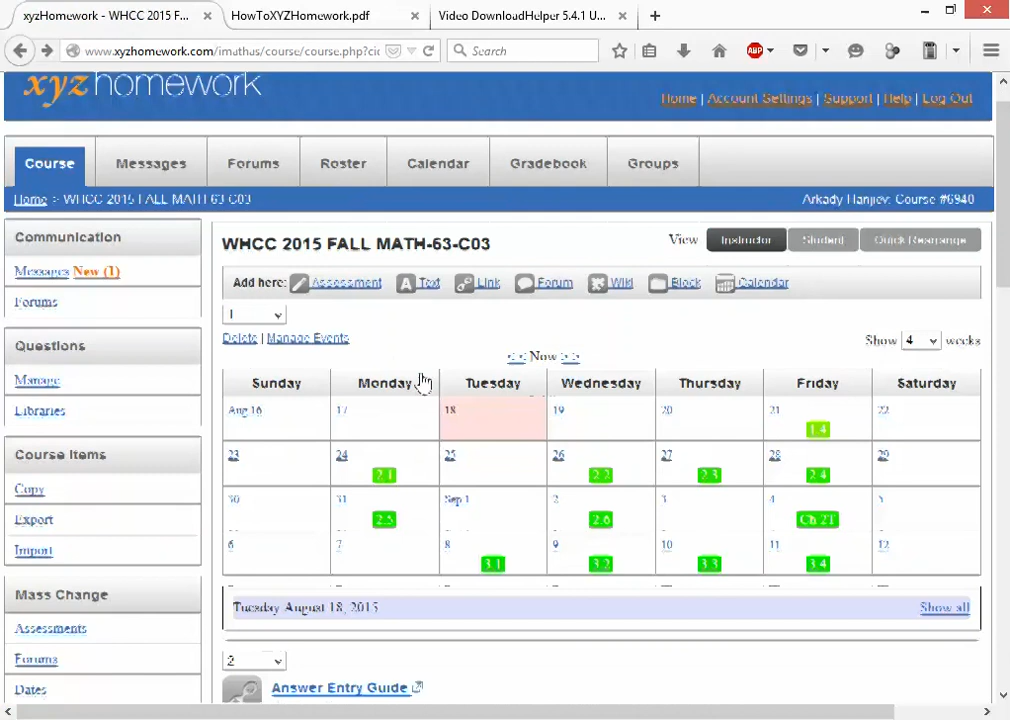 xyzHomework - WHCC 2015 F...
HowToXYZHomework.pdf
Video DownloadHelper 5.4.1 U...
www.xyzhomework.com/imathas/course/course.php?cid
Search
ABP
xyzhomework
Home | Account Settings | Support | Help | Log Out
Course Messages Forums Roster Calendar Gradebook Groups
Home > WHCC 2015 FALL MATH-63-C03
Arkady Hanjiev: Course #6940
Communication
Messages New (1)
Forums
Questions
Manage
Libraries
Course Items
Copy
Export
Import
Mass Change
Assessments
Forums
Dates
WHCC 2015 FALL MATH-63-C03
View Instructor Student Quick Rearrange
Add here: Assessment Text Link Forum Wiki Block Calendar
1
Delete | Manage Events
Show 4 weeks
<< Now >>
Sunday Monday Tuesday Wednesday Thursday Friday Saturday
Aug 16 17 18 19 20 21 22
1.4
23 24 25 26 27 28 29
2.1 2.2 2.3 2.4
30 31 Sep 1 2 3 4 5
2.5 2.6 Ch 2T
6 7 8 9 10 11 12
3.1 3.2 3.3 3.4
Tuesday August 18, 2015
Show all
2
Answer Entry Guide